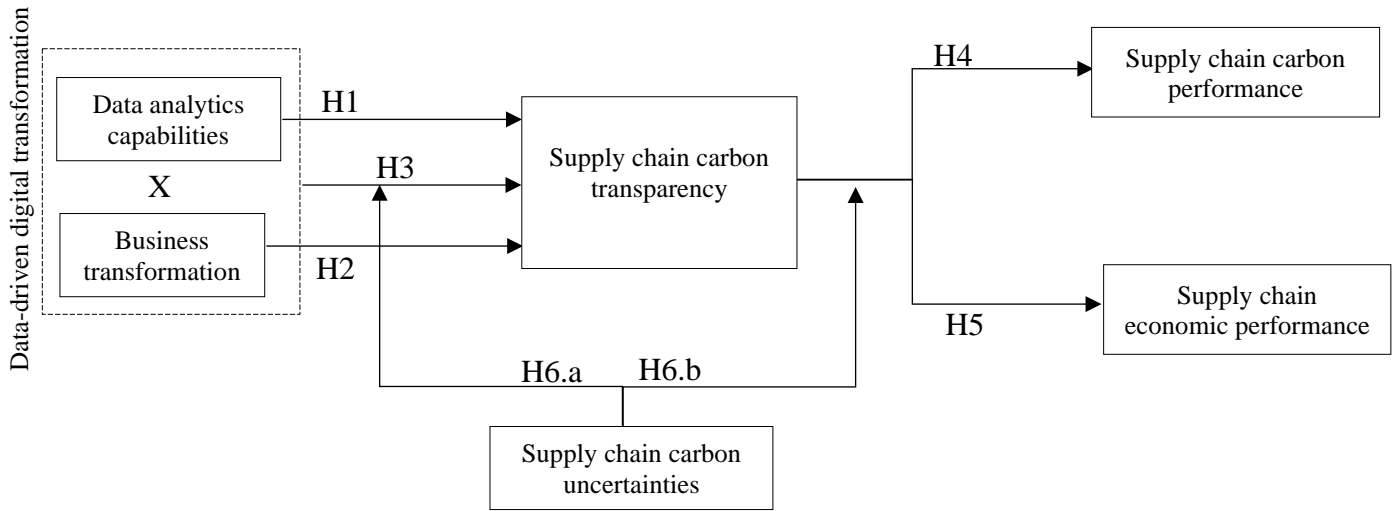 Data-driven digital transformation
Data analytics
capabilities
X
Business
transformation
H1
H3
H2
Supply chain carbon
transparency
H4
H5
Supply chain carbon
performance
Supply chain
economic performance
H6.a
H6.b
Supply chain carbon
uncertainties